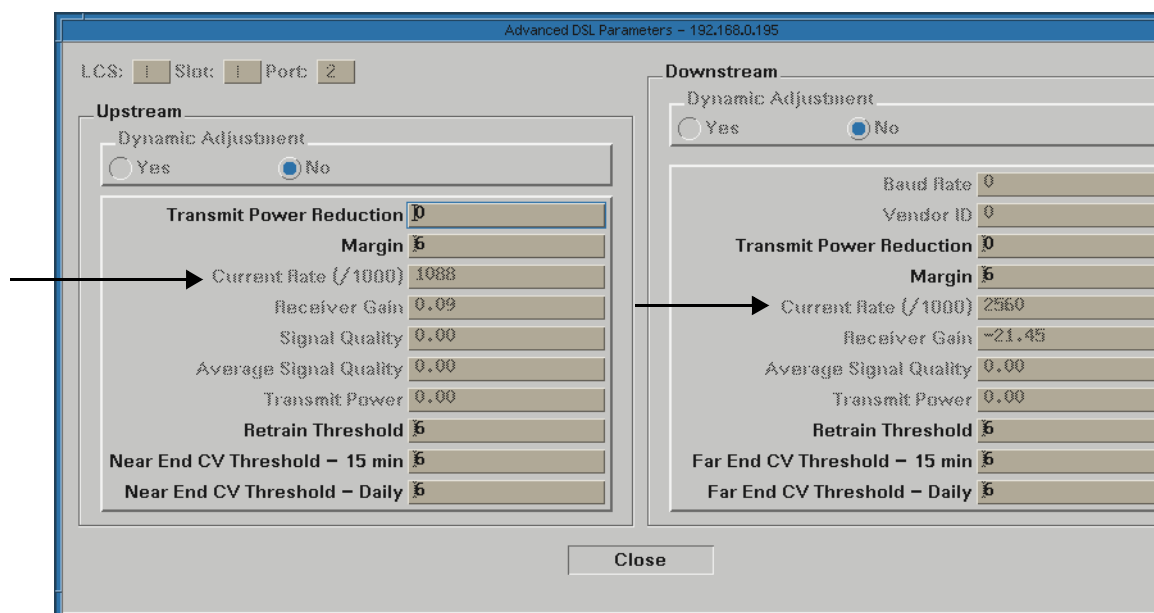 Advanced DSL Parameters – 192.168.0.195
LCS: 1 Slot: 1 Port: 2
Upstream
Dynamic Adjustment
Yes No
Transmit Power Reduction 0
Margin 6
Current Rate (/1000) 1088
Receiver Gain 0.09
Signal Quality 0.00
Average Signal Quality 0.00
Transmit Power 0.00
Retrain Threshold 6
Near End CV Threshold – 15 min 6
Near End CV Threshold – Daily 6
Downstream
Dynamic Adjustment
Yes No
Baud Rate 0
Vendor ID 0
Transmit Power Reduction 0
Margin 6
Current Rate (/1000) 2560
Receiver Gain -21.45
Average Signal Quality 0.00
Transmit Power 0.00
Retrain Threshold 6
Far End CV Threshold – 15 min 6
Far End CV Threshold – Daily 6
Close